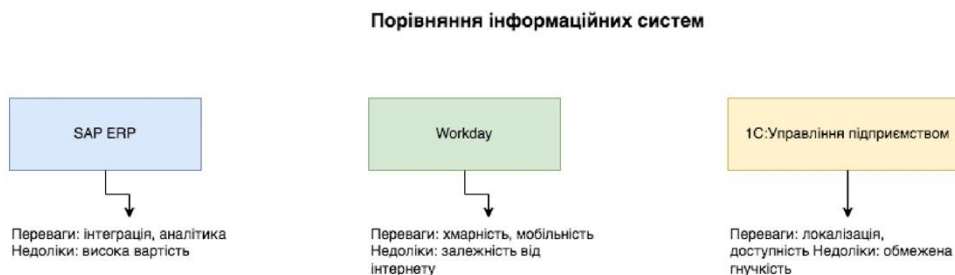 Порівняння інформаційних систем
SAP ERP
Workday
1С:Управління підприємством
Переваги: інтеграція, аналітика
Недоліки: висока вартість
Переваги: хмарність, мобільність
Недоліки: залежність від
інтернету
Переваги: локалізація,
доступність Недоліки: обмежена
гнучкість